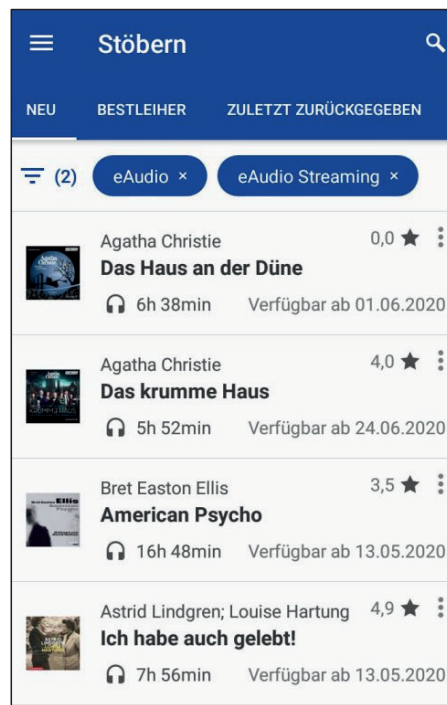 Stöbern
NEU BESTLEIHER ZULETZT ZURÜCKGEGEBEN
(2) eAudio × eAudio Streaming ×
Agatha Christie 0,0 ★
Das Haus an der Düne
6h 38min Verfügbar ab 01.06.2020
Agatha Christie 4,0 ★
Das krumme Haus
5h 52min Verfügbar ab 24.06.2020
Bret Easton Ellis 3,5 ★
American Psycho
16h 48min Verfügbar ab 13.05.2020
Astrid Lindgren; Louise Hartung 4,9 ★
Ich habe auch gelebt!
7h 56min Verfügbar ab 13.05.2020